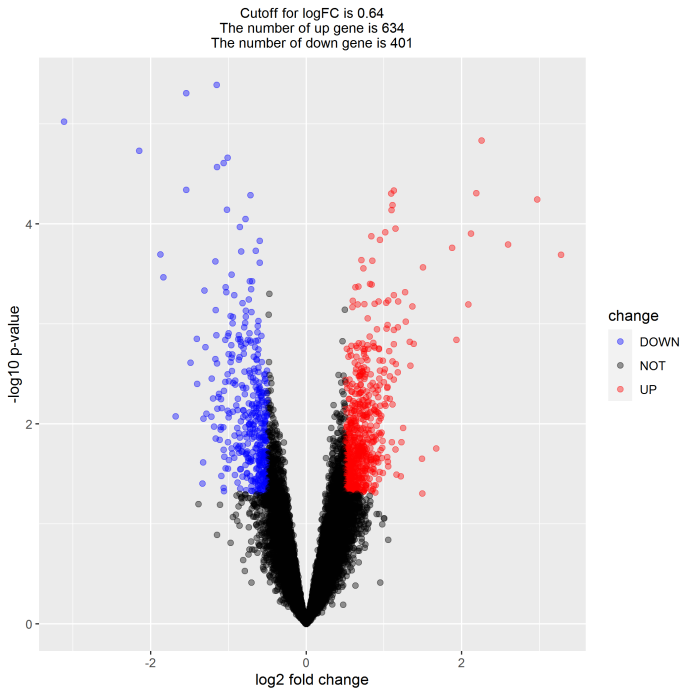 Cutoff for logFC is 0.64
The number of up gene is 634
The number of down gene is 401
-log10 p-value
4
2
0
-2
0
2
log2 fold change
change
DOWN
NOT
UP